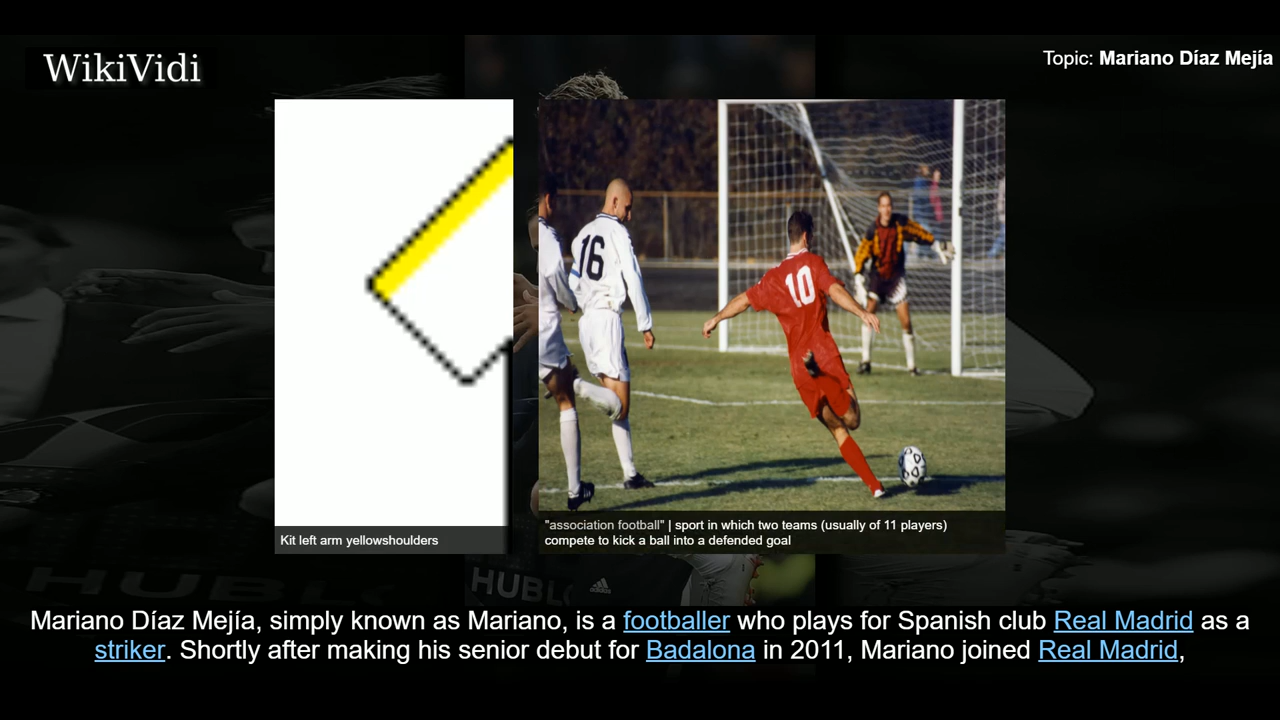 WikiVidi
Topic: Mariano Díaz Mejía
16
10
Kit left arm yellowshoulders
"association football" | sport in which two teams (usually of 11 players)
compete to kick a ball into a defended goal
HUBLO
HUBLO
adidas
Mariano Díaz Mejía, simply known as Mariano, is a footballer who plays for Spanish club Real Madrid as a
striker. Shortly after making his senior debut for Badalona in 2011, Mariano joined Real Madrid,